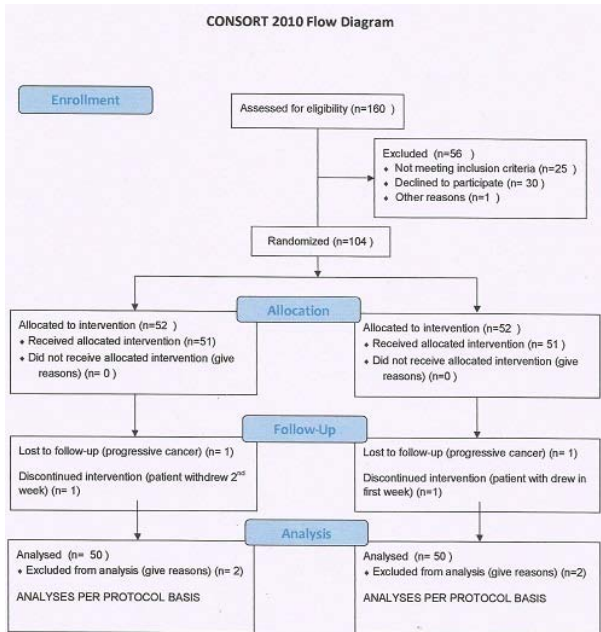 CONSORT 2010 Flow Diagram
Enrollment
Assessed for eligibility (n=160 )
Excluded (n=56 )
♦ Not meeting inclusion criteria (n=25 )
♦ Declined to participate (n= 30 )
♦ Other reasons (n=1 )
Randomized (n=104 )
Allocation
Allocated to intervention (n=52 )
♦ Received allocated intervention (n=51)
♦ Did not receive allocated intervention (give
reasons) (n= 0 )
Allocated to intervention (n=52 )
♦ Received allocated intervention (n= 51 )
♦ Did not receive allocated intervention (give
reasons) (n=0 )
Follow-Up
Lost to follow-up (progressive cancer) (n= 1 )
Discontinued intervention (patient withdrew 2nd
week) (n= 1 )
Lost to follow-up (progressive cancer) (n= 1 )
Discontinued intervention (patient with drew in
first week) (n=1 )
Analysis
Analysed (n= 50 )
♦ Excluded from analysis (give reasons) (n= 2 )
ANALYSES PER PROTOCOL BASIS
Analysed (n= 50 )
♦ Excluded from analysis (give reasons) (n=2 )
ANALYSES PER PROTOCOL BASIS